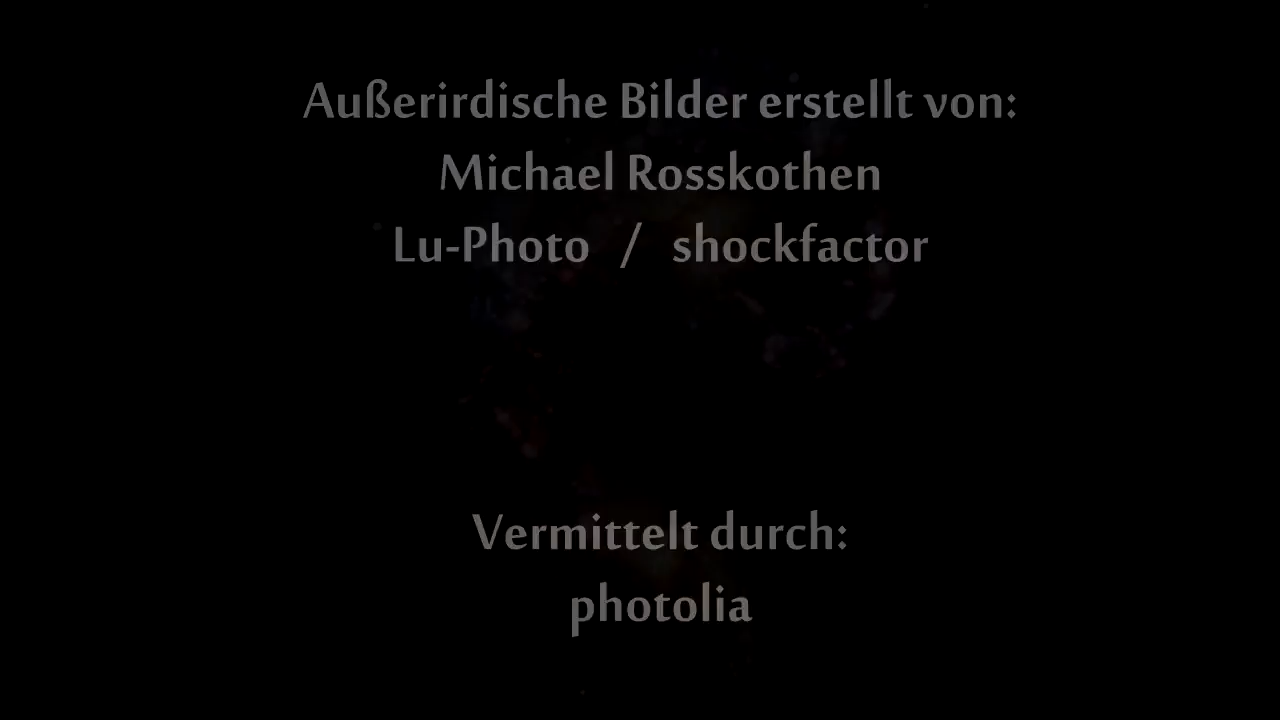 Außerirdische Bilder erstellt von:
Michael Rosskothen
Lu-Photo / shockfactor
Vermittelt durch:
photolia